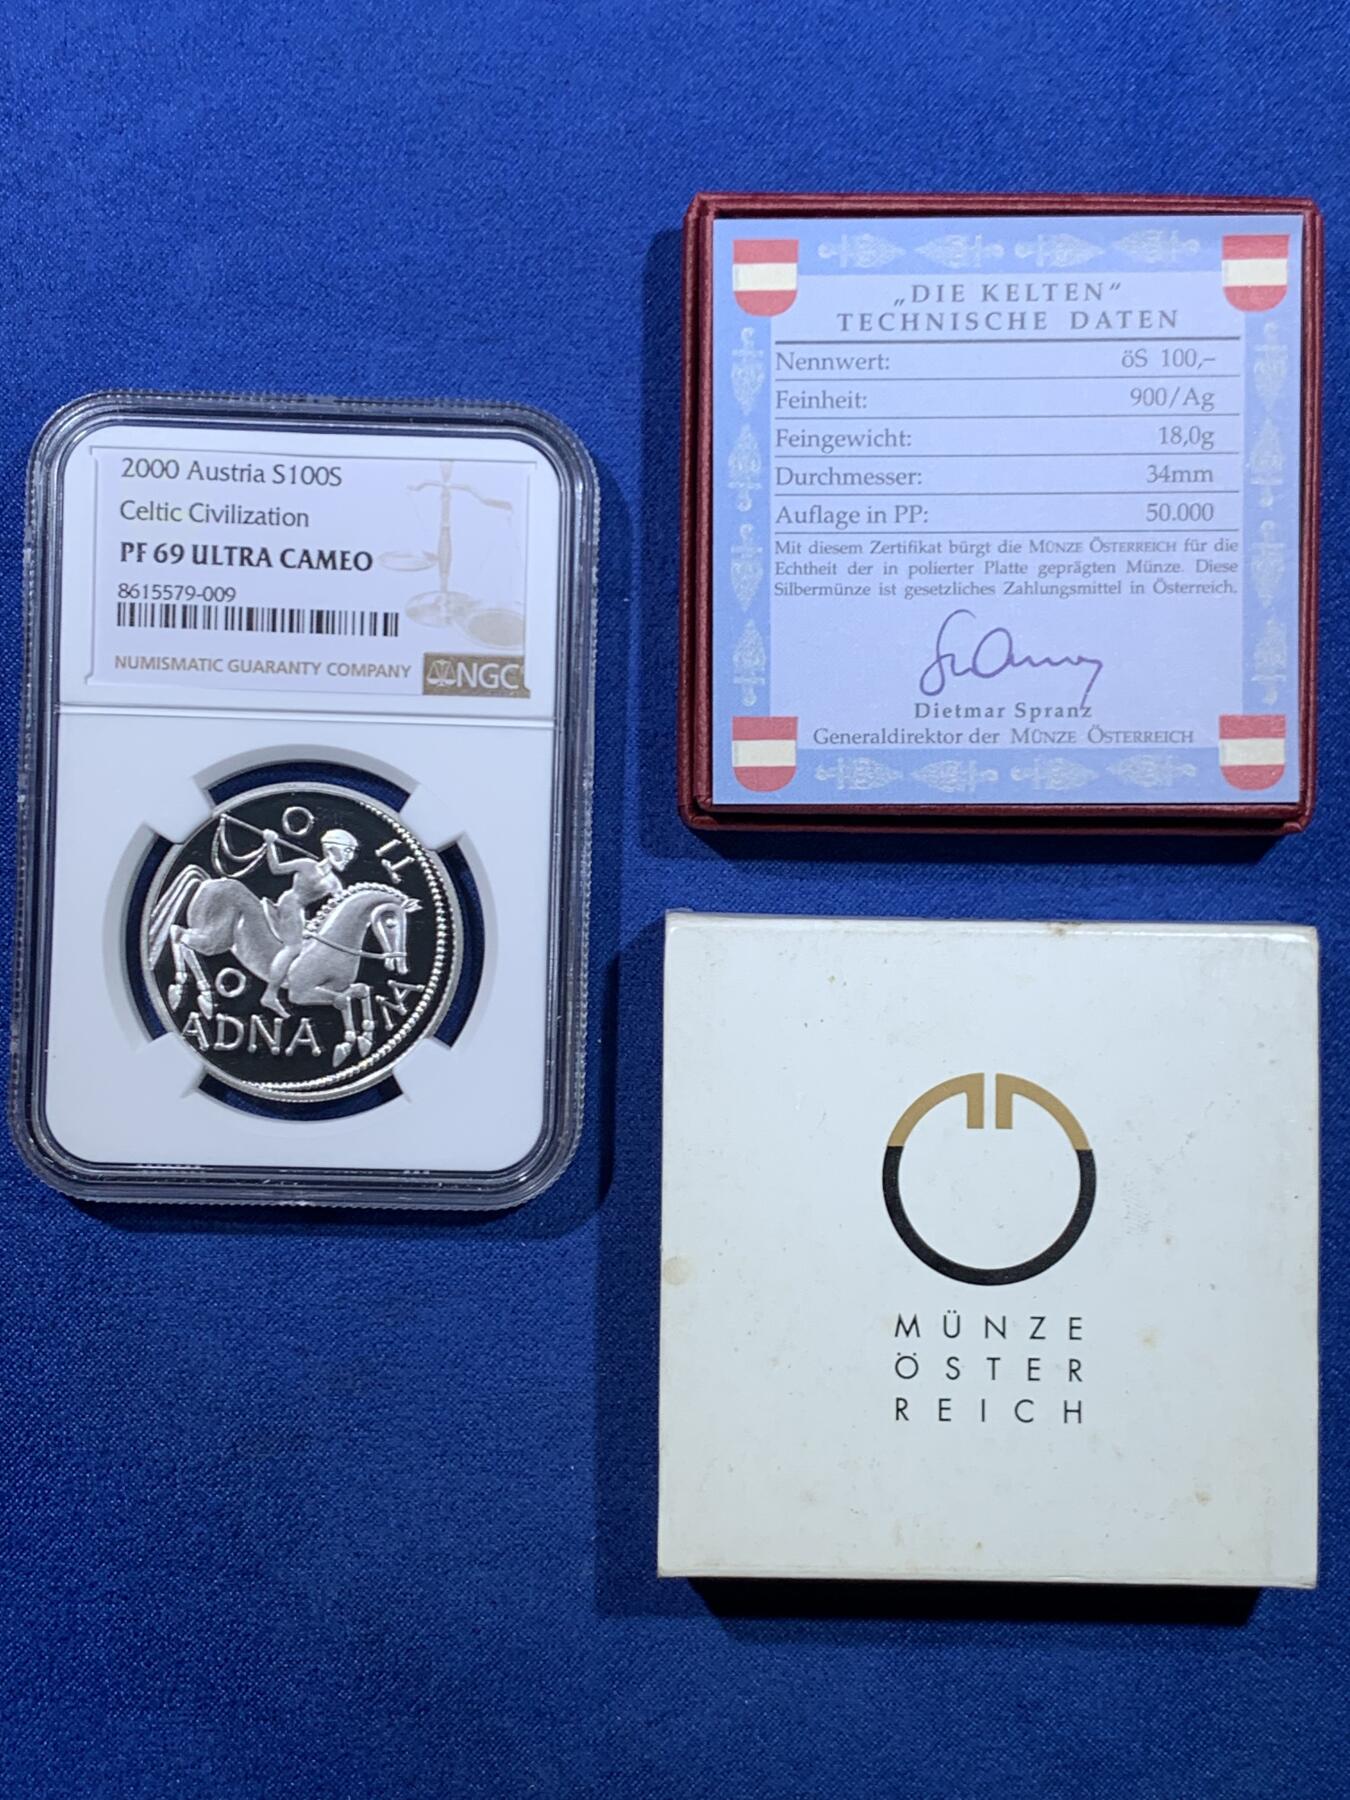 2000 Austria S100S
Celtic Civilization
PF 69 ULTRA CAMEO
8615579-009
NUMISMATIC GUARANTY COMPANY
NGC
ADNA
MA
TI
„DIE KELTEN“
TECHNISCHE DATEN
Nennwert: öS 100,–
Feinheit: 900/Ag
Feingewicht: 18,0g
Durchmesser: 34mm
Auflage in PP: 50.000
Mit diesem Zertifikat bürgt die MÜNZE ÖSTERREICH für die
Echtheit der in polierter Platte geprägten Münze. Diese
Silbermünze ist gesetzliches Zahlungsmittel in Österreich.
Dietmar Spranz
Generaldirektor der MÜNZE ÖSTERREICH
MÜNZE
ÖSTER
REICH